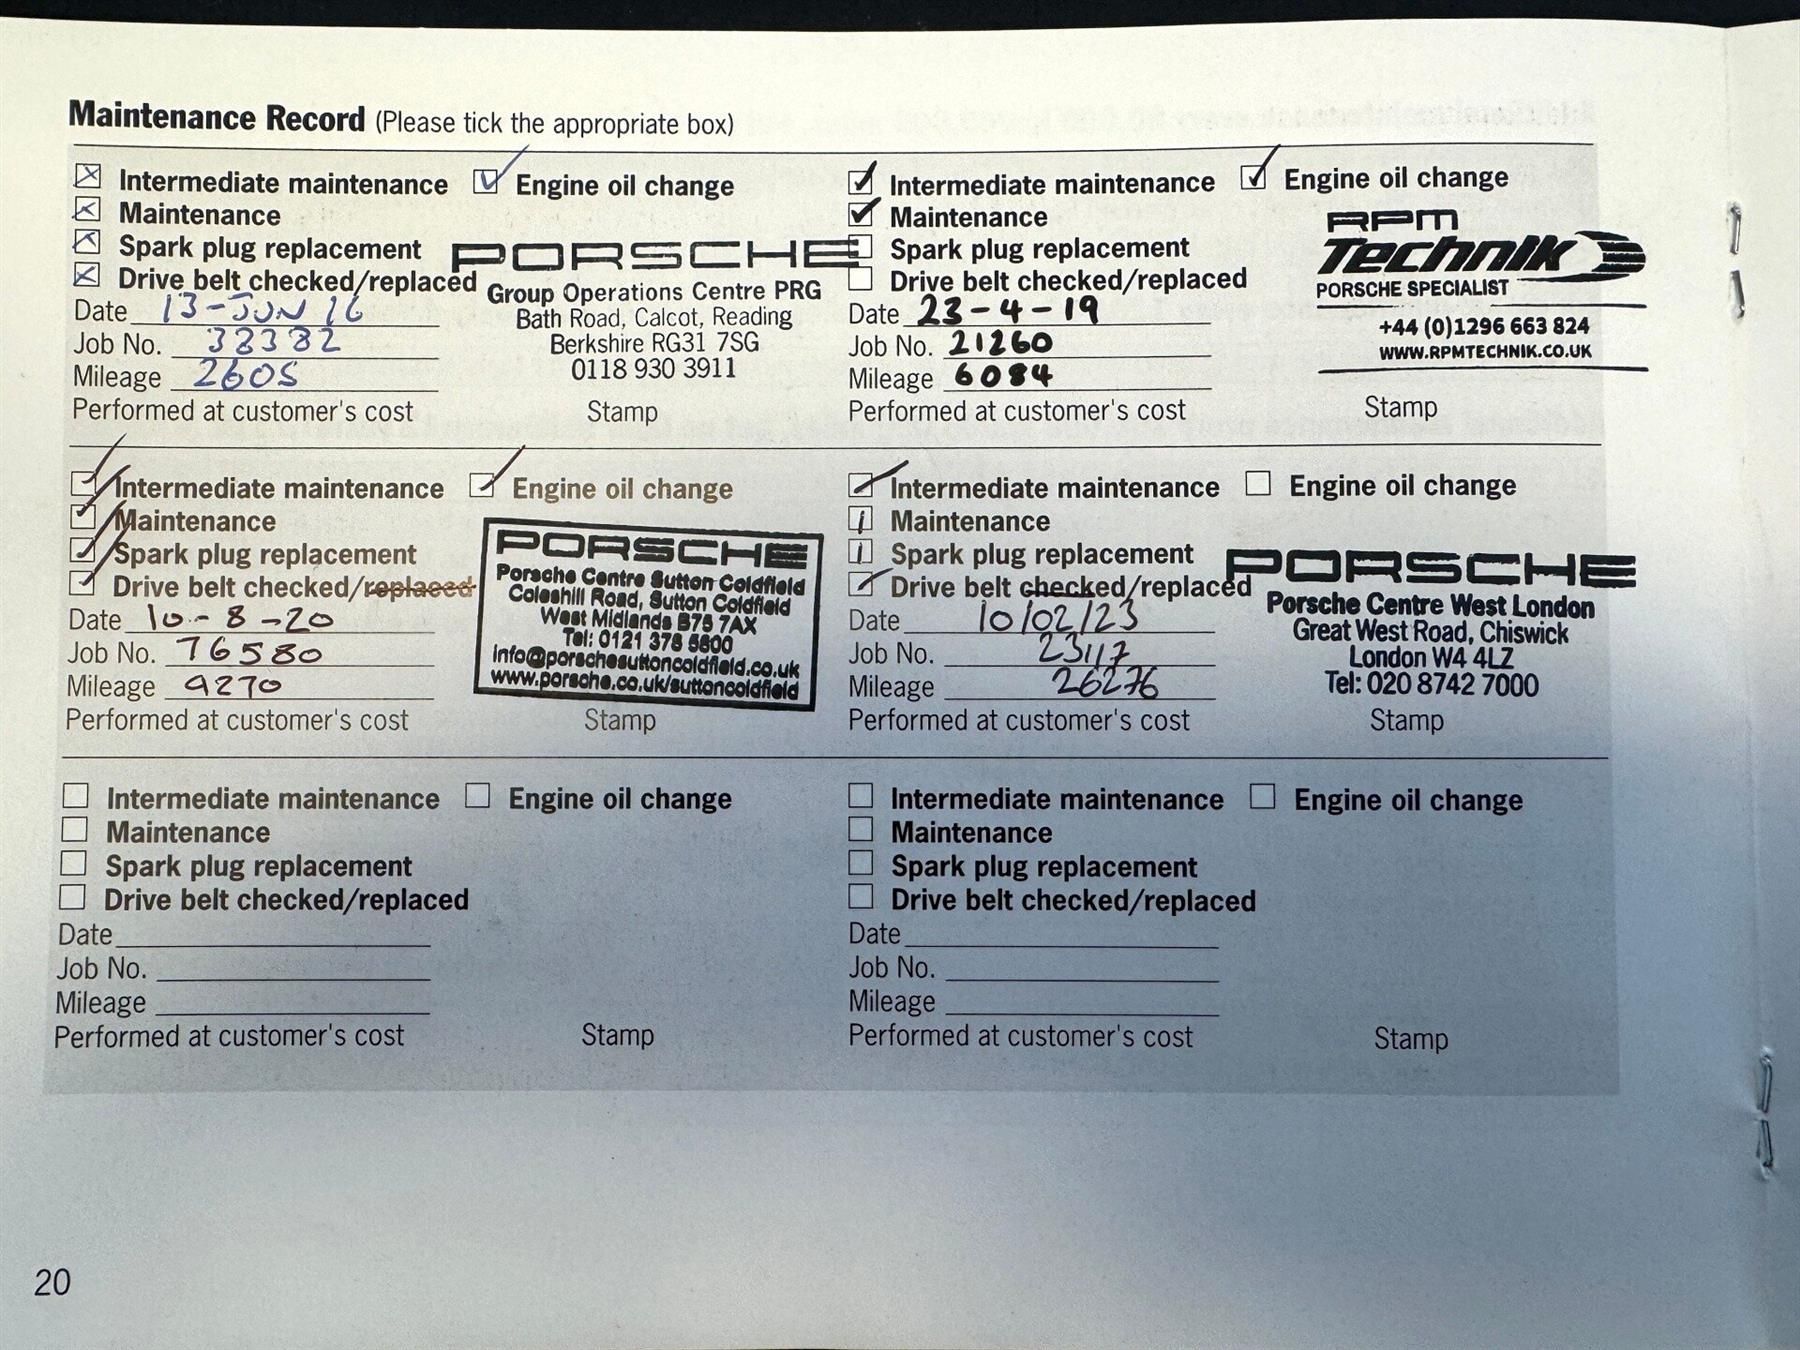 Maintenance Record (Please tick the appropriate box)
Intermediate maintenance Engine oil change
Maintenance
Spark plug replacement
Drive belt checked/replaced
Date 13-JUN 16
Job No. 38382
Mileage 2605
Performed at customer's cost Stamp
PORSCHE
Group Operations Centre PRG
Bath Road, Calcot, Reading
Berkshire RG31 7SG
0118 930 3911
Intermediate maintenance Engine oil change
Maintenance
Spark plug replacement
Drive belt checked/replaced
Date 23-4-19
Job No. 21260
Mileage 6084
Performed at customer's cost Stamp
RPM
Technik
PORSCHE SPECIALIST
+44 (0)1296 663 824
WWW.RPMTECHNIK.CO.UK
Intermediate maintenance Engine oil change
Maintenance
Spark plug replacement
Drive belt checked/replaced
Date 10-8-20
Job No. 76580
Mileage 9270
Performed at customer's cost Stamp
PORSCHE
Porsche Centre Sutton Coldfield
Coleshill Road, Sutton Coldfield
West Midlands B75 7AX
Tel: 0121 378 5800
info@porschesuttoncoldfield.co.uk
www.porsche.co.uk/suttoncoldfield
Intermediate maintenance Engine oil change
Maintenance
Spark plug replacement
Drive belt checked/replaced
Date 10/02/23
Job No. 23117
Mileage 26276
Performed at customer's cost Stamp
PORSCHE
Porsche Centre West London
Great West Road, Chiswick
London W4 4LZ
Tel: 020 8742 7000
Intermediate maintenance Engine oil change
Maintenance
Spark plug replacement
Drive belt checked/replaced
Date
Job No.
Mileage
Performed at customer's cost Stamp
Intermediate maintenance Engine oil change
Maintenance
Spark plug replacement
Drive belt checked/replaced
Date
Job No.
Mileage
Performed at customer's cost Stamp
20